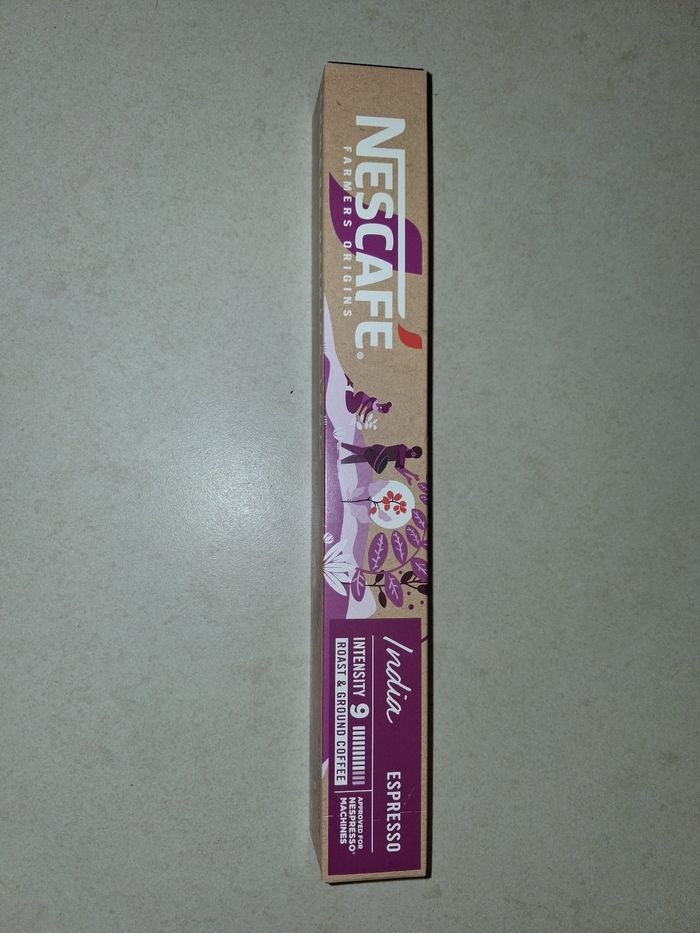 NESCAFÉ®
FARMERS ORIGINS
India
ESPRESSO
INTENSITY 9
ROAST & GROUND COFFEE
APPROVED FOR
NESPRESSO*
MACHINES